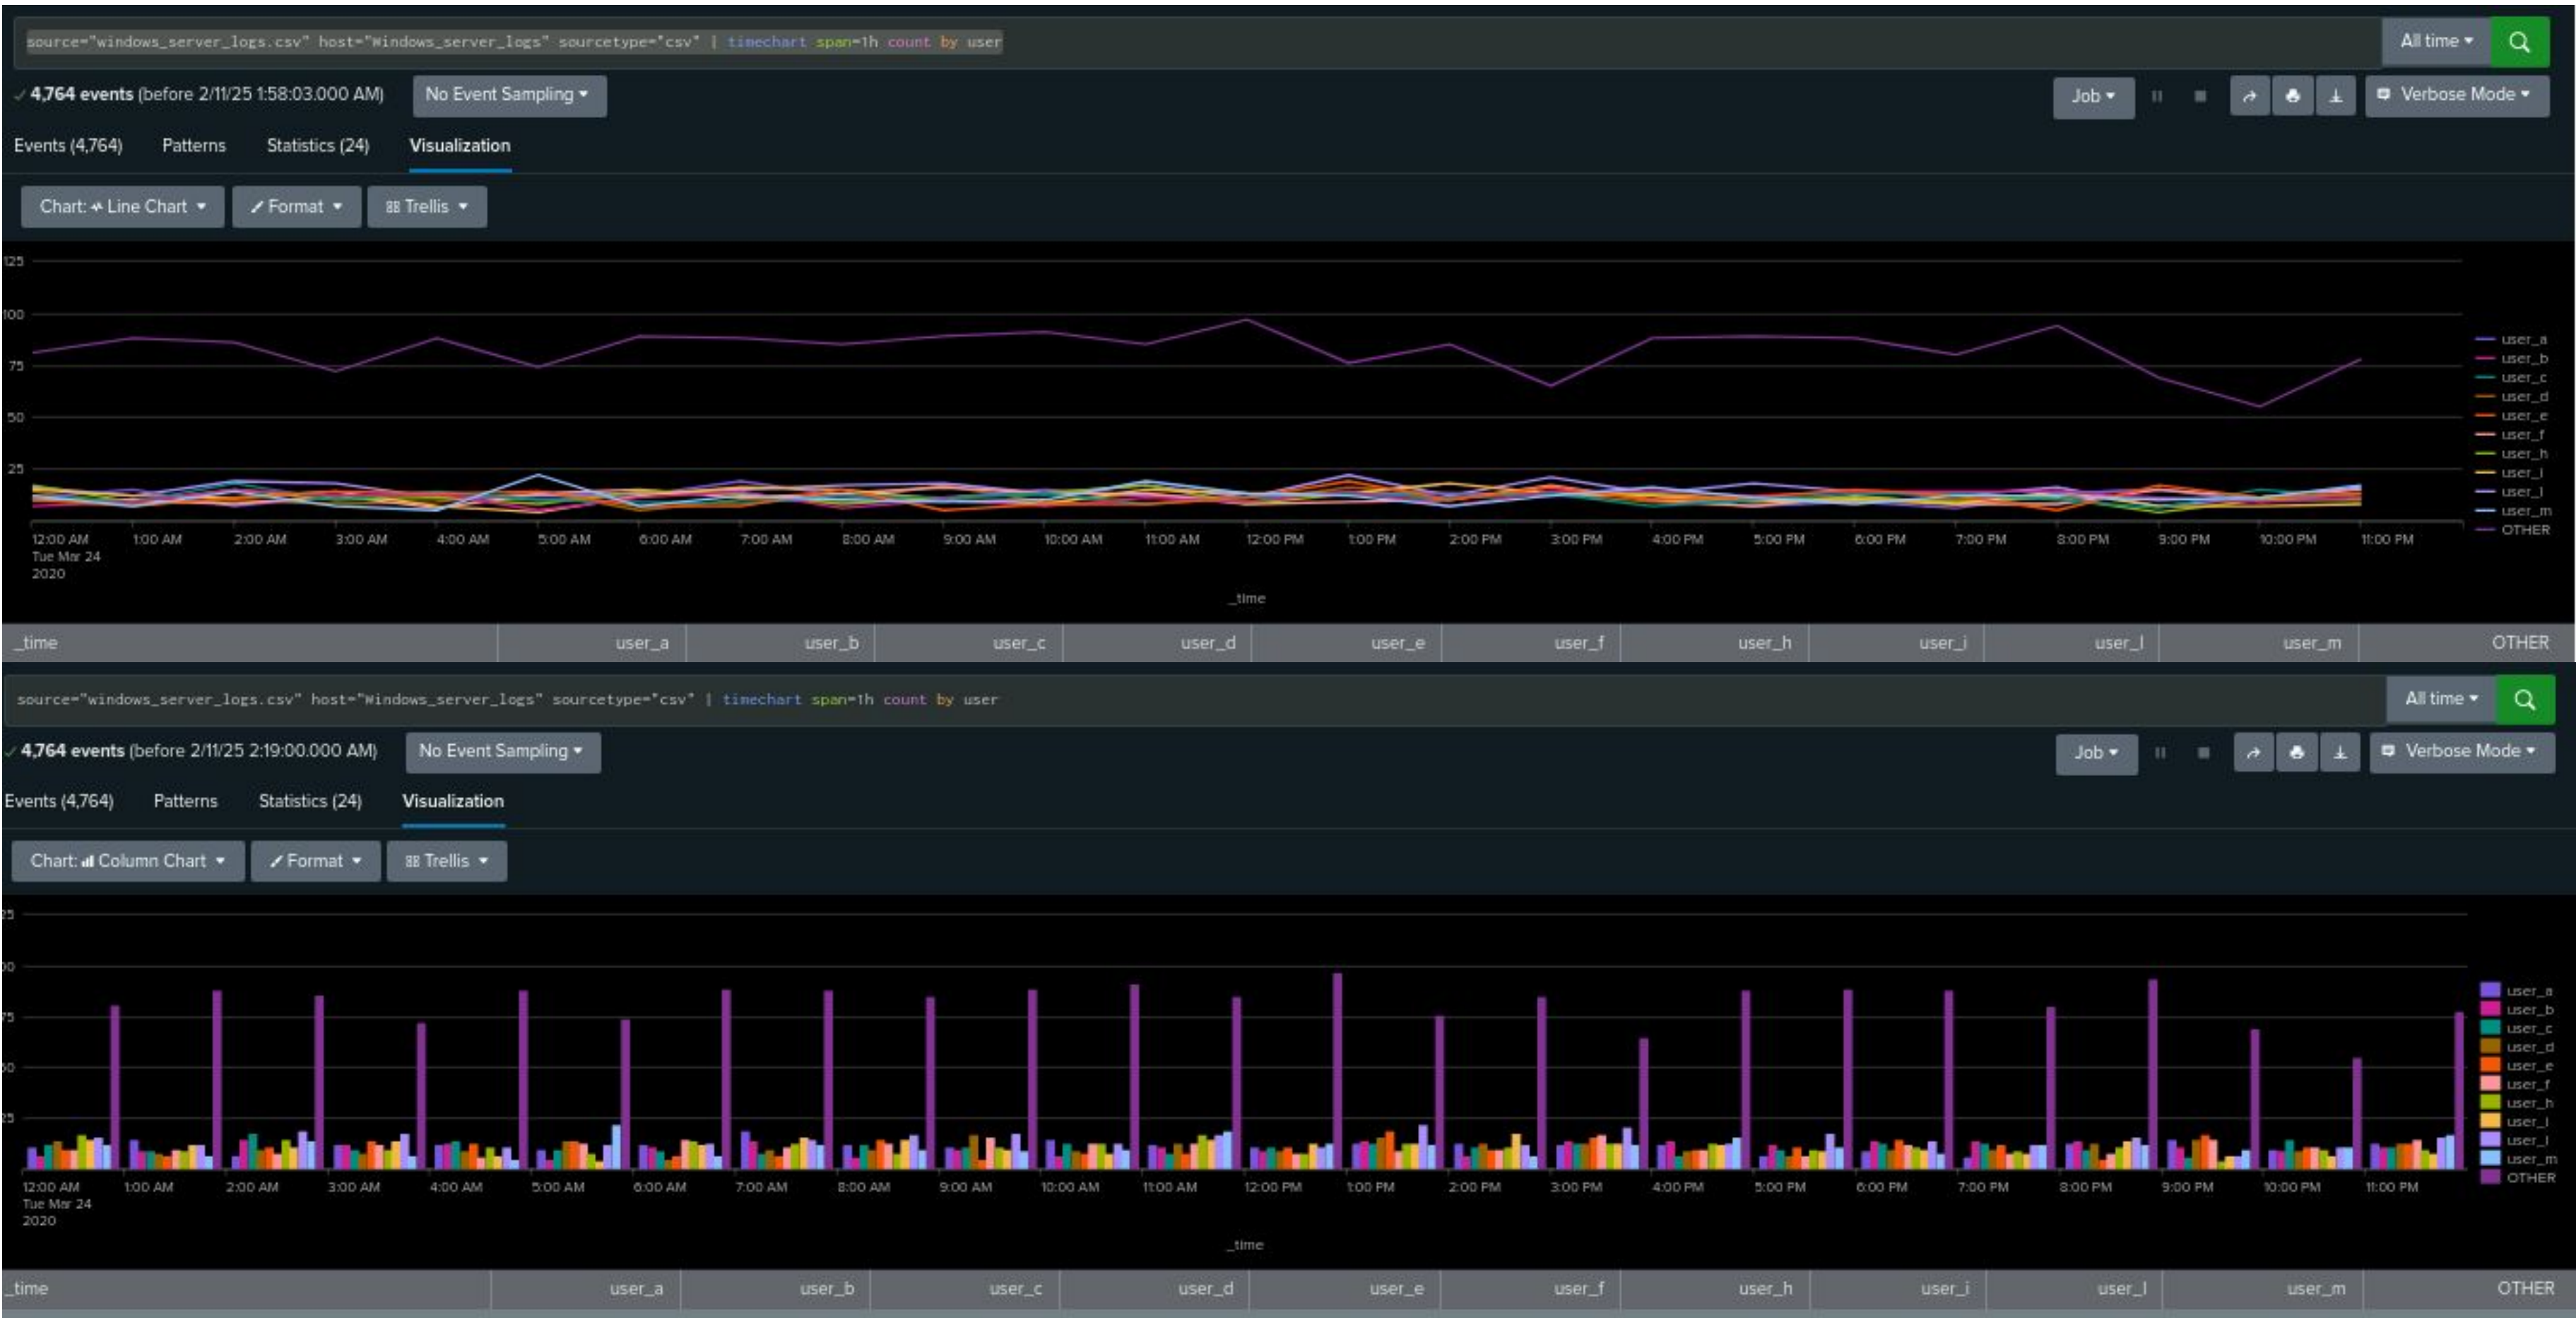 source="windows_server_logs.csv" host="Windows_server_logs" sourcetype="csv" | timechart span=1h count by user
All time
4,764 events (before 2/11/25 1:58:03.000 AM)
No Event Sampling
Job
Verbose Mode
Events (4,764) Patterns Statistics (24) Visualization
Chart: Line Chart Format Trellis
125
100
75
50
25
user_a
user_b
user_c
user_d
user_e
user_f
user_h
user_i
user_l
user_m
OTHER
12:00 AM 1:00 AM 2:00 AM 3:00 AM 4:00 AM 5:00 AM 6:00 AM 7:00 AM 8:00 AM 9:00 AM 10:00 AM 11:00 AM 12:00 PM 1:00 PM 2:00 PM 3:00 PM 4:00 PM 5:00 PM 6:00 PM 7:00 PM 8:00 PM 9:00 PM 10:00 PM 11:00 PM
Tue Mar 24
2020
_time
_time user_a user_b user_c user_d user_e user_f user_h user_i user_l user_m OTHER
source="windows_server_logs.csv" host="Windows_server_logs" sourcetype="csv" | timechart span=1h count by user
All time
4,764 events (before 2/11/25 2:19:00.000 AM)
No Event Sampling
Job
Verbose Mode
Events (4,764) Patterns Statistics (24) Visualization
Chart: Column Chart Format Trellis
25
00
75
50
25
user_a
user_b
user_c
user_d
user_e
user_f
user_h
user_i
user_l
user_m
OTHER
12:00 AM 1:00 AM 2:00 AM 3:00 AM 4:00 AM 5:00 AM 6:00 AM 7:00 AM 8:00 AM 9:00 AM 10:00 AM 11:00 AM 12:00 PM 1:00 PM 2:00 PM 3:00 PM 4:00 PM 5:00 PM 6:00 PM 7:00 PM 8:00 PM 9:00 PM 10:00 PM 11:00 PM
Tue Mar 24
2020
_time
_time user_a user_b user_c user_d user_e user_f user_h user_i user_l user_m OTHER